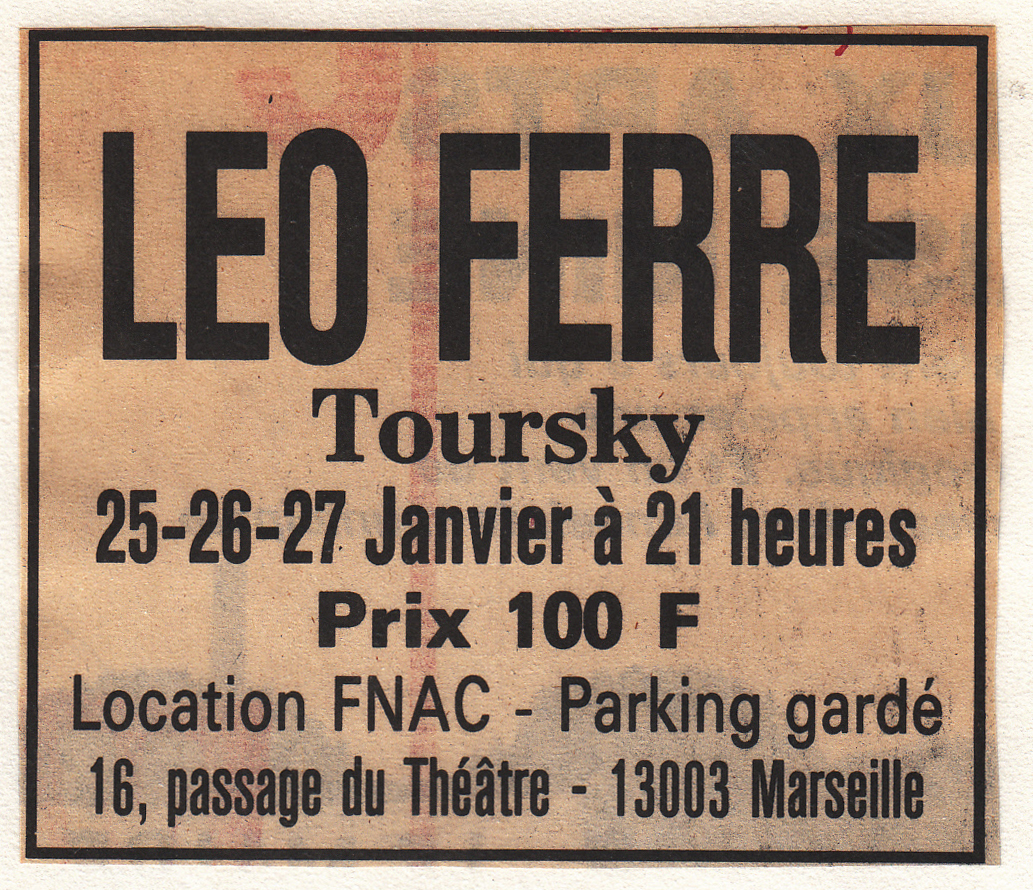 LEO FERRE
Toursky
25-26-27 Janvier à 21 heures
Prix 100 F
Location FNAC - Parking gardé
16, passage du Théâtre - 13003 Marseille